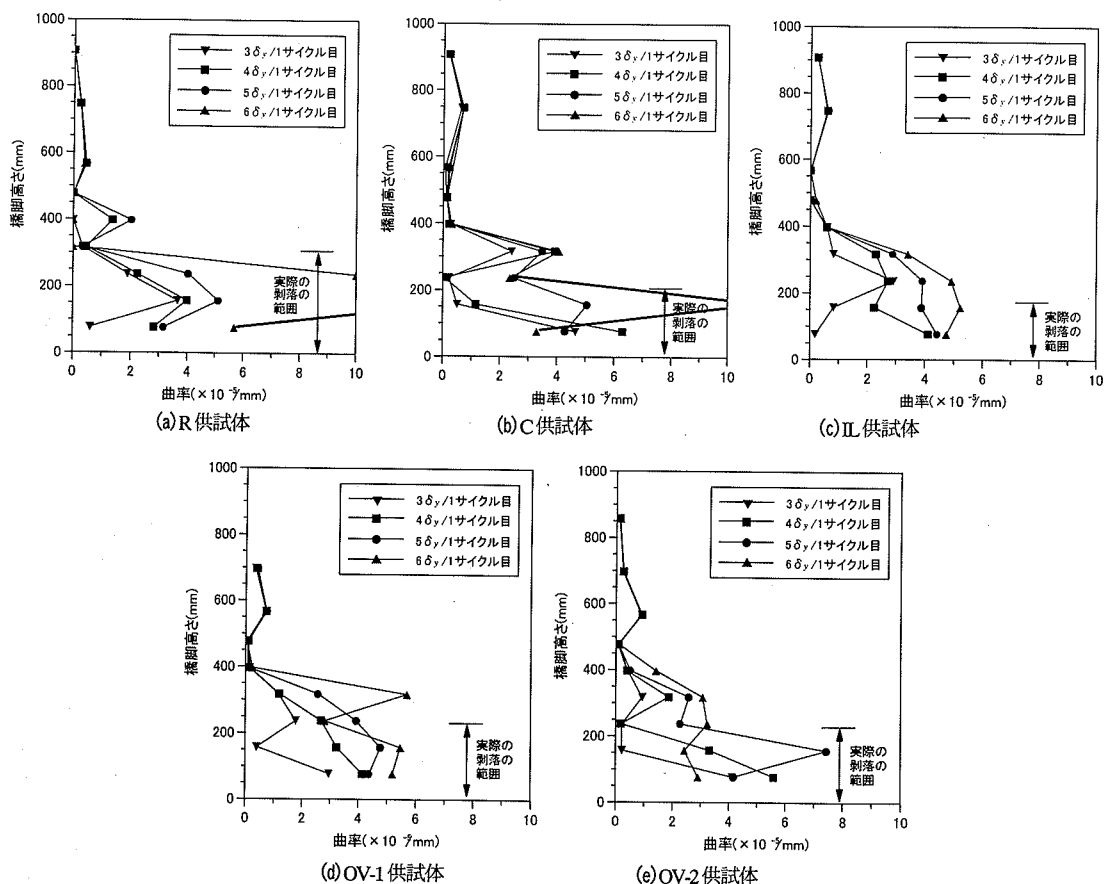 1000
800
600
400
200
0
橋脚高さ(mm)
3δy/1サイクル目
4δy/1サイクル目
5δy/1サイクル目
6δy/1サイクル目
実際の
剥落の
範囲
0 2 4 6 8 10
曲率(×10⁻⁵/mm)
(a)R供試体
1000
800
600
400
200
0
橋脚高さ(mm)
3δy/1サイクル目
4δy/1サイクル目
5δy/1サイクル目
6δy/1サイクル目
実際の
剥落の
範囲
0 2 4 6 8 10
曲率(×10⁻⁵/mm)
(b)C供試体
1000
800
600
400
200
0
橋脚高さ(mm)
3δy/1サイクル目
4δy/1サイクル目
5δy/1サイクル目
6δy/1サイクル目
実際の
剥落の
範囲
0 2 4 6 8 10
曲率(×10⁻⁵/mm)
(c)IL供試体
1000
800
600
400
200
0
橋脚高さ(mm)
3δy/1サイクル目
4δy/1サイクル目
5δy/1サイクル目
6δy/1サイクル目
実際の
剥落の
範囲
0 2 4 6 8 10
曲率(×10⁻⁵/mm)
(d)OV-1供試体
1000
800
600
400
200
0
橋脚高さ(mm)
3δy/1サイクル目
4δy/1サイクル目
5δy/1サイクル目
6δy/1サイクル目
実際の
剥落の
範囲
0 2 4 6 8 10
曲率(×10⁻⁵/mm)
(e)OV-2供試体